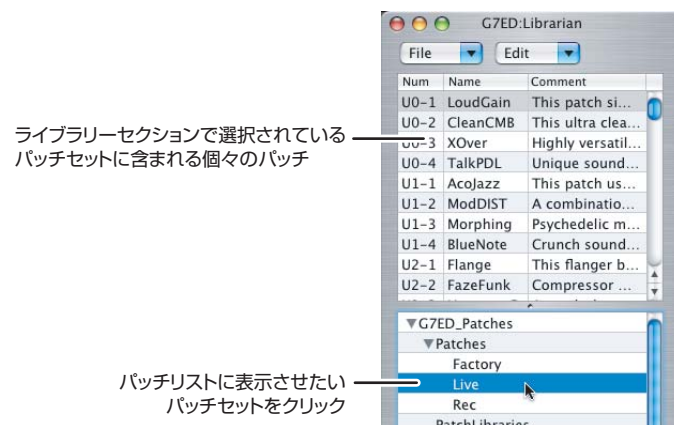 G7ED:Librarian
File Edit
Num Name Comment
U0-1 LoudGain This patch si...
U0-2 CleanCMB This ultra clea...
U0-3 XOver Highly versatil...
U0-4 TalkPDL Unique sound...
U1-1 AcoJazz This patch us...
U1-2 ModDIST A combinatio...
U1-3 Morphing Psychedelic m...
U1-4 BlueNote Crunch sound...
U2-1 Flange This flanger b...
U2-2 FazeFunk Compressor ...
ライブラリーセクションで選択されている
パッチセットに含まれる個々のパッチ
G7ED_Patches
Patches
Factory
Live
Rec
PatchLibraries
パッチリストに表示させたい
パッチセットをクリック